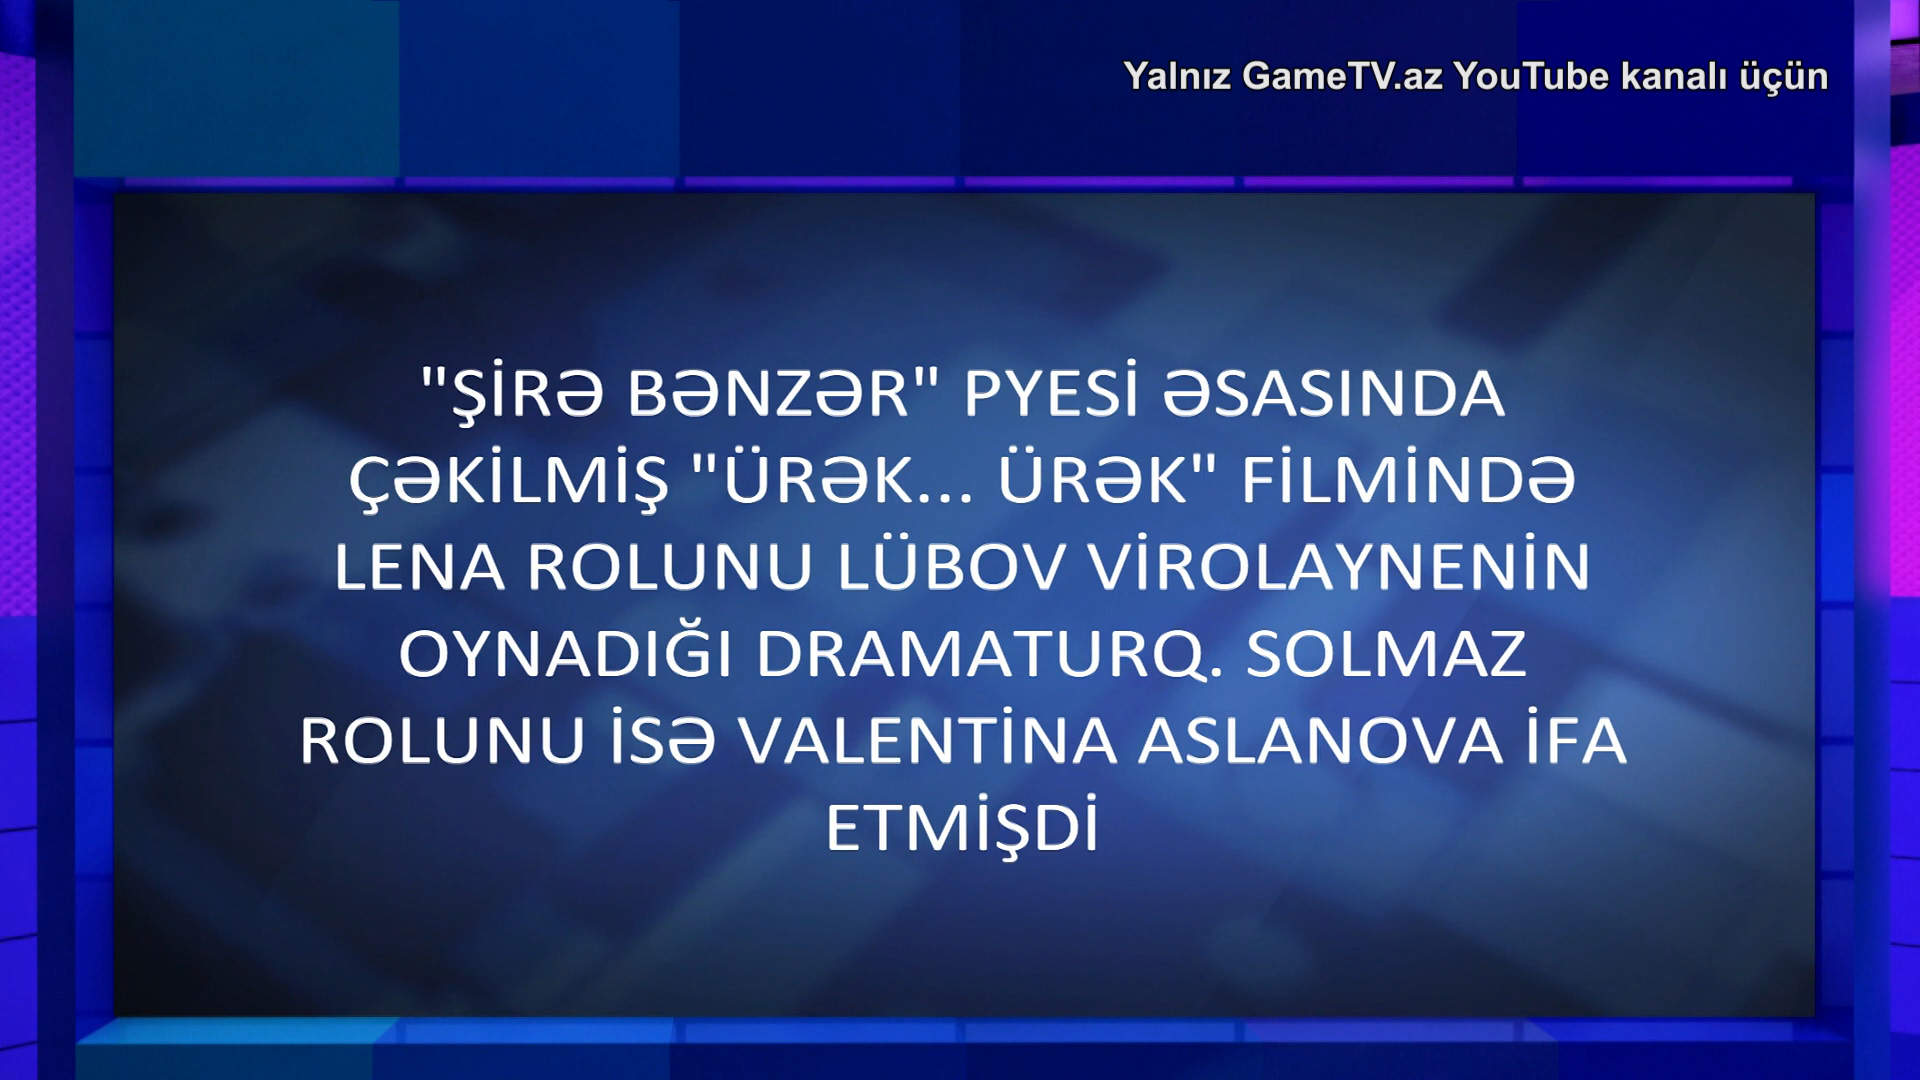 Yalnız GameTV.az YouTube kanalı üçün
"ŞİRƏ BƏNZƏR" PYESİ ƏSASINDA
ÇƏKİLMİŞ "ÜRƏK... ÜRƏK" FİLMİNDƏ
LENA ROLUNU LÜBOV VİROLAYNENİN
OYNADIĞI DRAMATURQ. SOLMAZ
ROLUNU İSƏ VALENTİNA ASLANOVA İFA
ETMİŞDİ